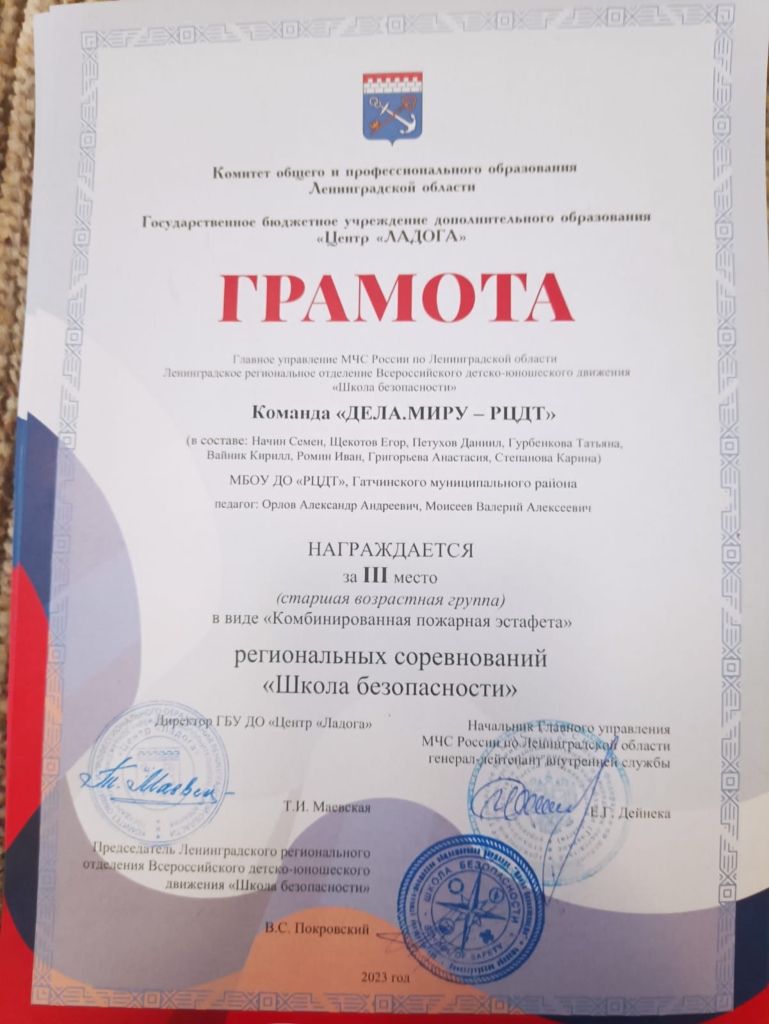 Комитет общего и профессионального образования
Ленинградской области
Государственное бюджетное учреждение дополнительного образования
«Центр «ЛАДОГА»
ГРАМОТА
Главное управление МЧС России по Ленинградской области
Ленинградское региональное отделение Всероссийского детско-юношеского движения
«Школа безопасности»
Команда «ДЕЛА.МИРУ – РЦДТ»
(в составе: Начин Семен, Щекотов Егор, Петухов Даниил, Гурбенкова Татьяна,
Вайник Кирилл, Ромин Иван, Григорьева Анастасия, Степанова Карина)
МБОУ ДО «РЦДТ», Гатчинского муниципального района
педагог: Орлов Александр Андреевич, Моисеев Валерий Алексеевич
НАГРАЖДАЕТСЯ
за III место
(старшая возрастная группа)
в виде «Комбинированная пожарная эстафета»
региональных соревнований
«Школа безопасности»
Директор ГБУ ДО «Центр «Ладога»
Т.И. Маевская
Начальник Главного управления
МЧС России по Ленинградской области
генерал-лейтенант внутренней службы
Е.Г. Дейнека
Председатель Ленинградского регионального
отделения Всероссийского детско-юношеского
движения «Школа безопасности»
В.С. Покровский
ШКОЛА БЕЗОПАСНОСТИ
2023 год